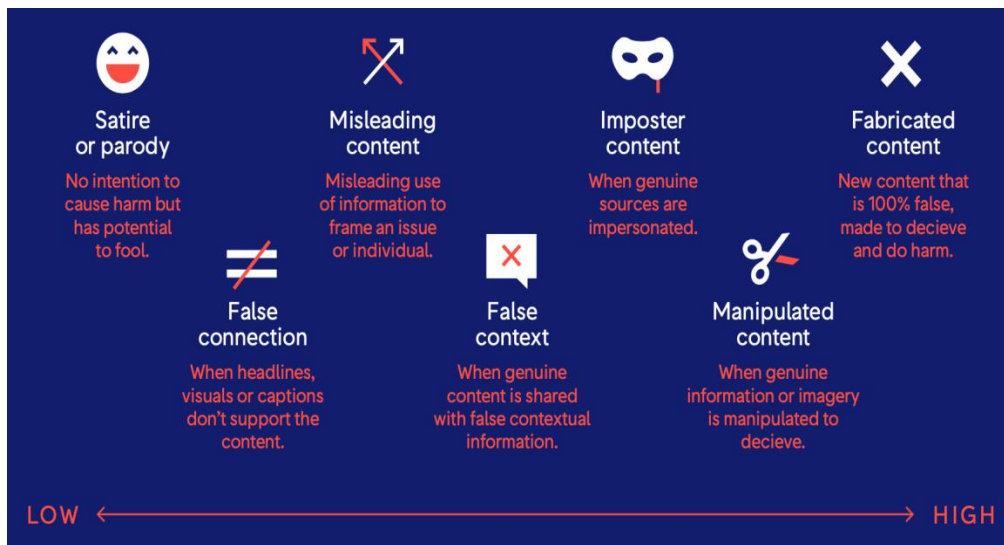 Satire
or parody
No intention to
cause harm but
has potential
to fool.
False
connection
When headlines,
visuals or captions
don't support the
content.
Misleading
content
Misleading use
of information to
frame an issue
or individual.
False
context
When genuine
content is shared
with false contextual
information.
Imposter
content
When genuine
sources are
impersonated.
Manipulated
content
When genuine
information or imagery
is manipulated to
decieve.
Fabricated
content
New content that
is 100% false,
made to decieve
and do harm.
LOW
HIGH